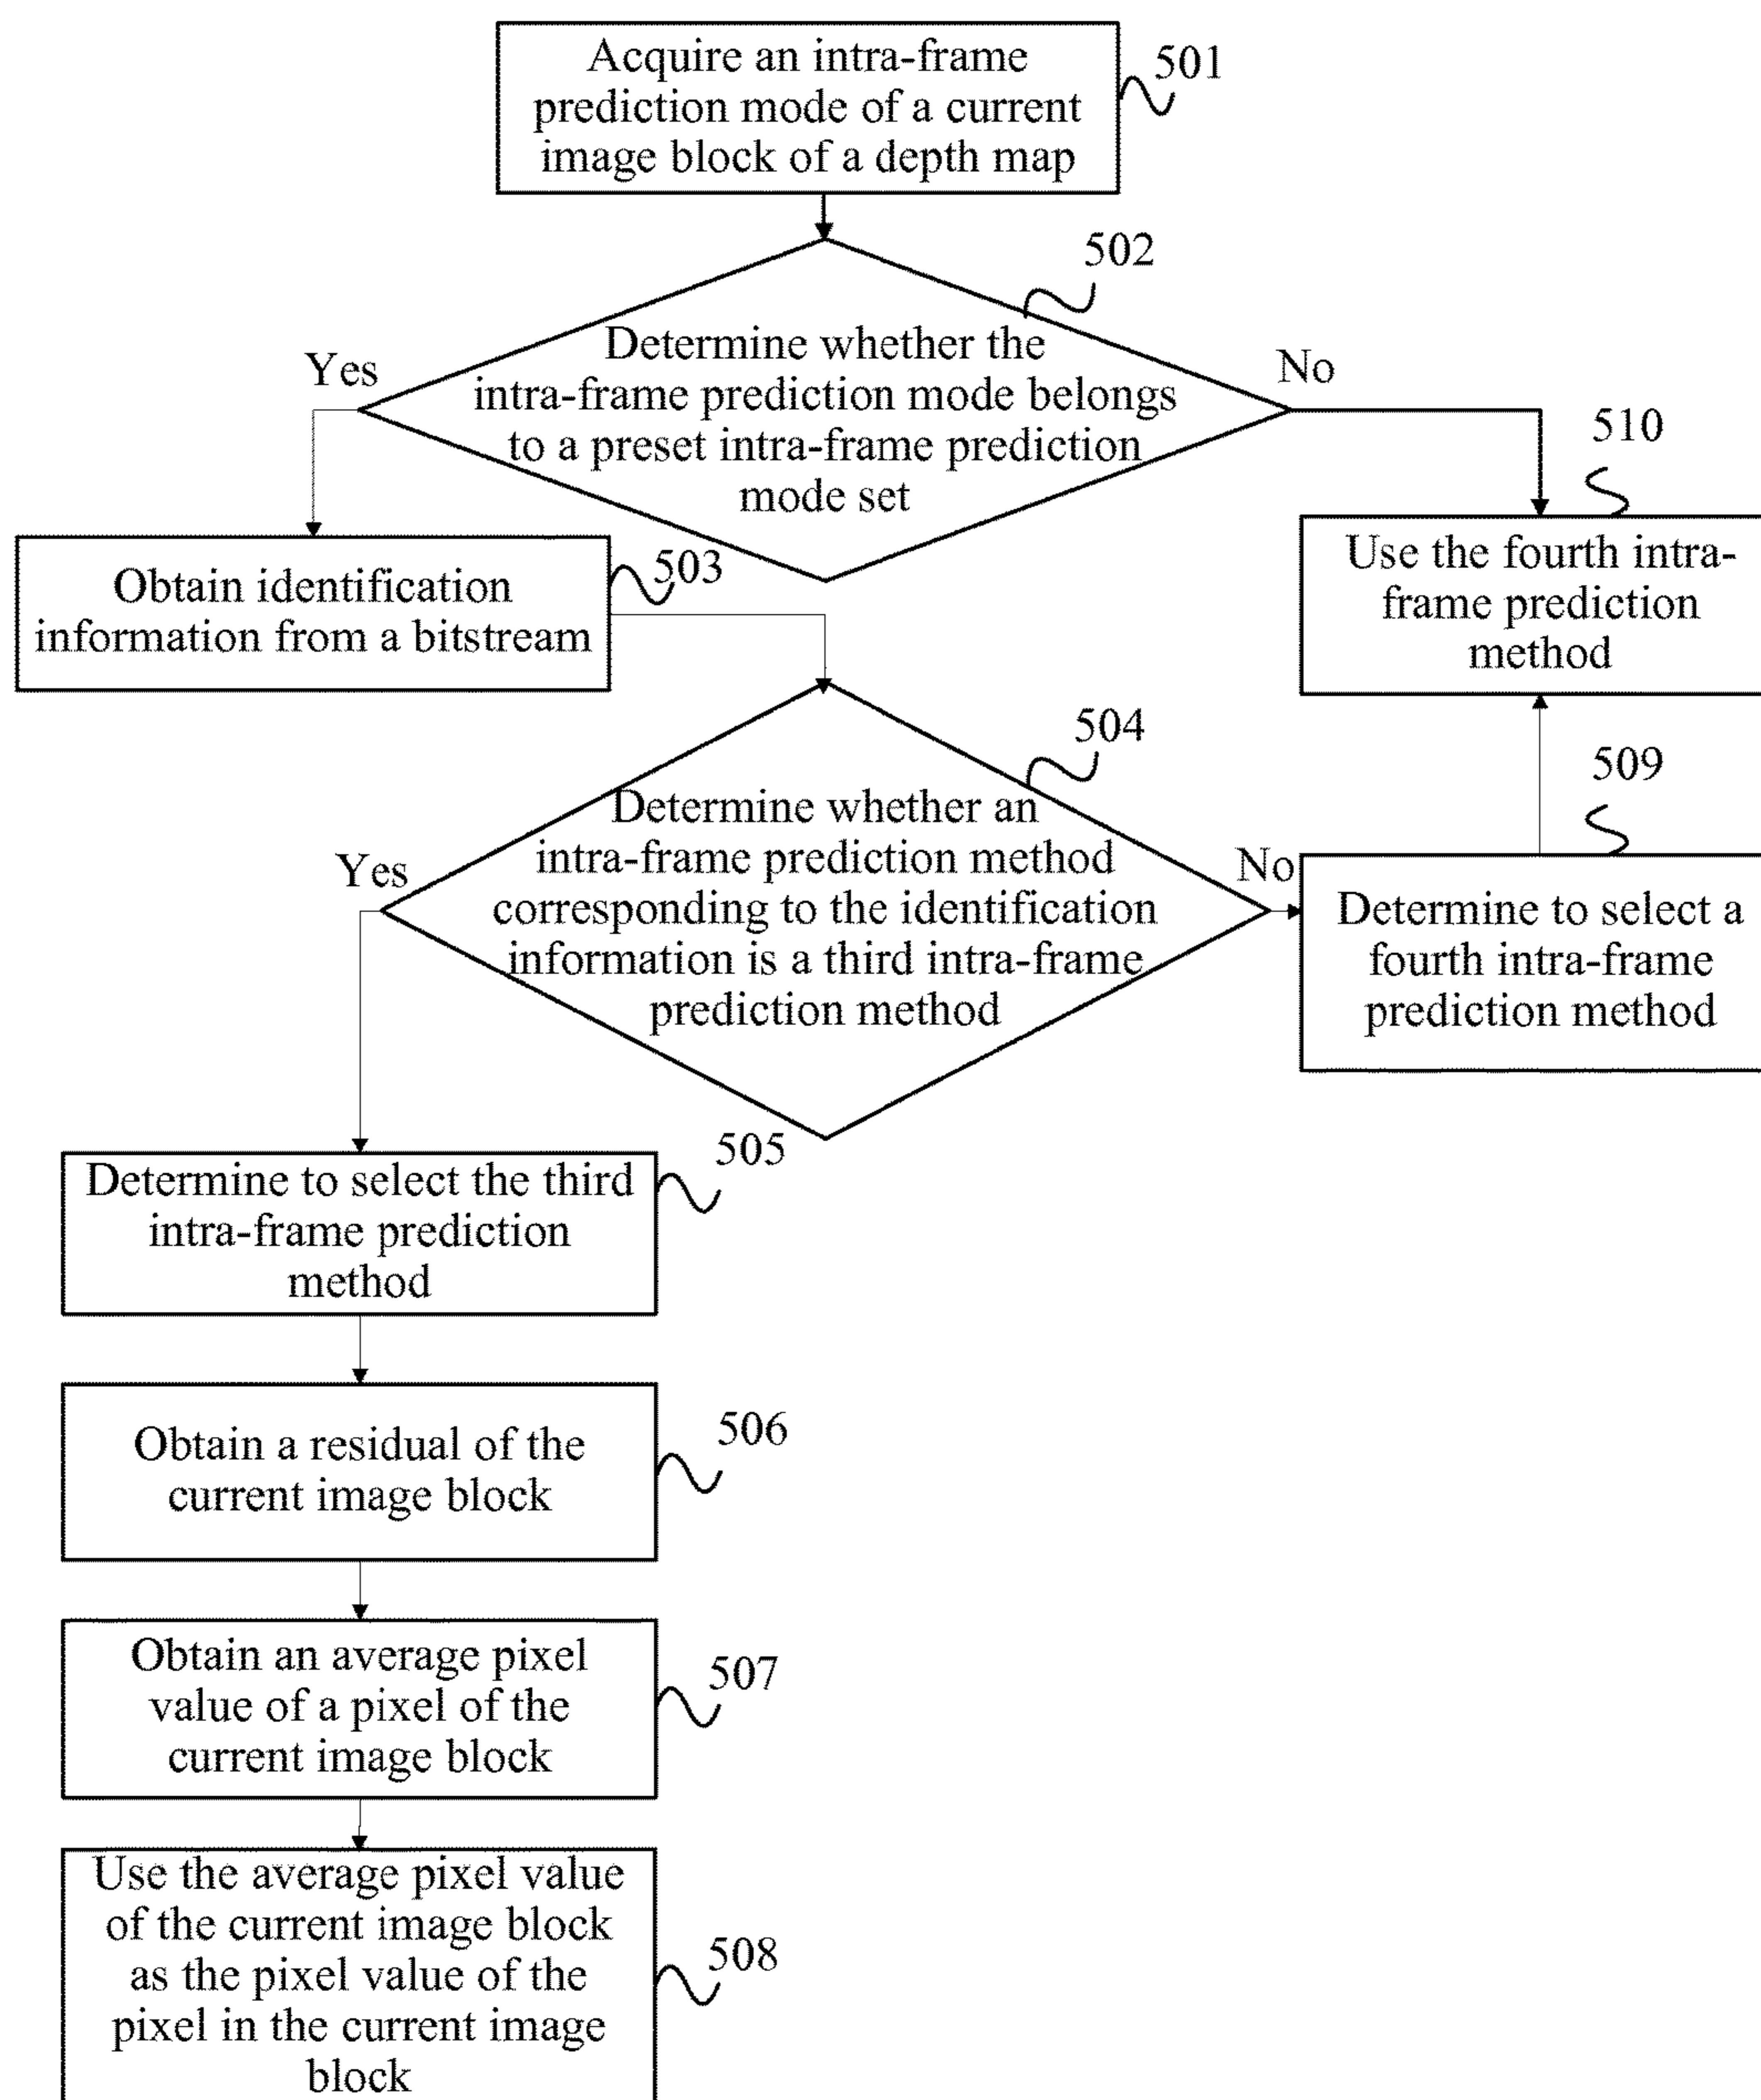 Acquire an intra-frame
prediction mode of a current
image block of a depth map
501
502
Determine whether the
intra-frame prediction mode belongs
to a preset intra-frame prediction
mode set
Yes
No
510
Use the fourth intra-
frame prediction
method
503
Obtain identification
information from a bitstream
504
Determine whether an
intra-frame prediction method
corresponding to the identification
information is a third intra-frame
prediction method
Yes
No
509
Determine to select a
fourth intra-frame
prediction method
505
Determine to select the third
intra-frame prediction
method
506
Obtain a residual of the
current image block
507
Obtain an average pixel
value of a pixel of the
current image block
508
Use the average pixel value
of the current image block
as the pixel value of the
pixel in the current image
block